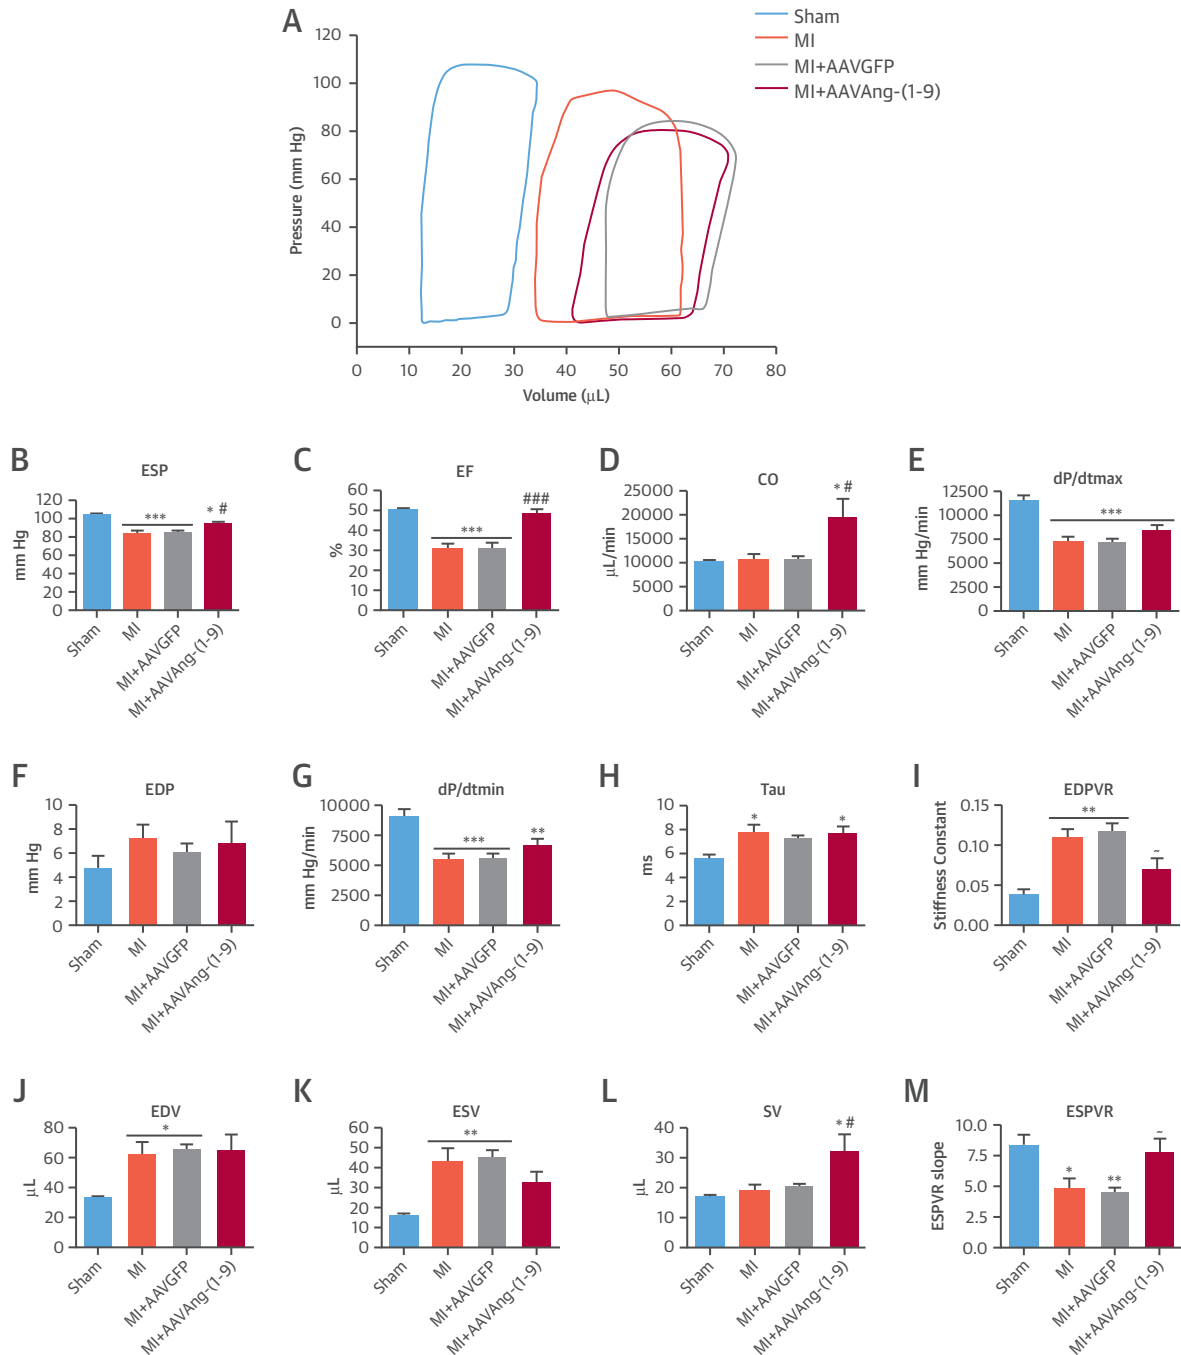 A
Sham
MI
MI+AAVGFP
MI+AAVAng-(1-9)
Pressure (mm Hg)
120
100
80
60
40
20
0
0 10 20 30 40 50 60 70 80
Volume (μL)
B
ESP
mm Hg
120
100
80
60
40
20
0
***
* #
Sham
MI
MI+AAVGFP
MI+AAVAng-(1-9)
C
EF
%
60
50
40
30
20
10
0
***
###
Sham
MI
MI+AAVGFP
MI+AAVAng-(1-9)
D
CO
μL/min
25000
20000
15000
10000
5000
0
* #
Sham
MI
MI+AAVGFP
MI+AAVAng-(1-9)
E
dP/dtmax
mm Hg/min
12500
10000
7500
5000
2500
0
***
Sham
MI
MI+AAVGFP
MI+AAVAng-(1-9)
F
EDP
mm Hg
10
8
6
4
2
0
Sham
MI
MI+AAVGFP
MI+AAVAng-(1-9)
G
dP/dtmin
mm Hg/min
10000
7500
5000
2500
0
***
**
Sham
MI
MI+AAVGFP
MI+AAVAng-(1-9)
H
Tau
ms
10
8
6
4
2
0
*
*
Sham
MI
MI+AAVGFP
MI+AAVAng-(1-9)
I
EDPVR
Stiffness Constant
0.15
0.10
0.05
0.00
**
~
Sham
MI
MI+AAVGFP
MI+AAVAng-(1-9)
J
EDV
μL
80
60
40
20
0
*
Sham
MI
MI+AAVGFP
MI+AAVAng-(1-9)
K
ESV
μL
60
50
40
30
20
10
0
**
Sham
MI
MI+AAVGFP
MI+AAVAng-(1-9)
L
SV
μL
40
30
20
10
0
* #
Sham
MI
MI+AAVGFP
MI+AAVAng-(1-9)
M
ESPVR
ESPVR slope
7.5
5.0
2.5
0.0
*
**
~
Sham
MI
MI+AAVGFP
MI+AAVAng-(1-9)